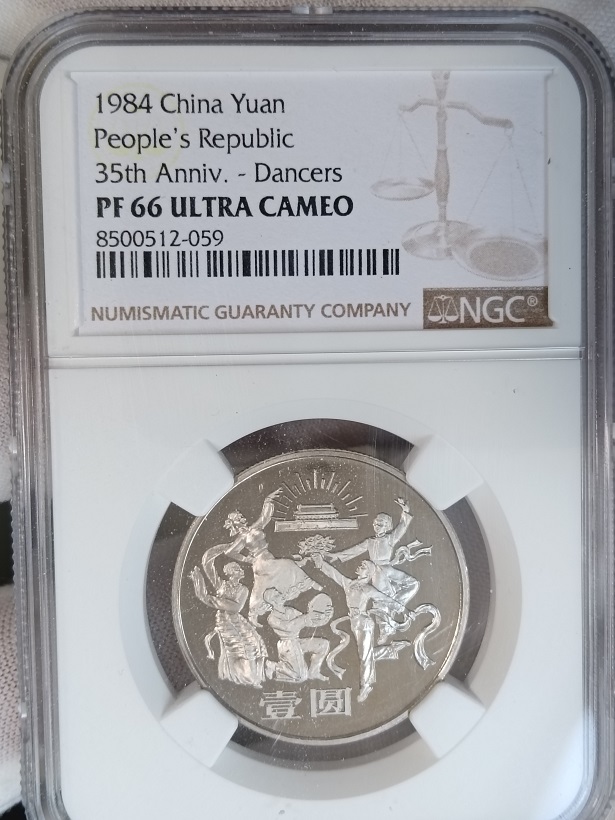 1984 China Yuan
People's Republic
35th Anniv. - Dancers
PF 66 ULTRA CAMEO
8500512-059
NUMISMATIC GUARANTY COMPANY NGC®
壹圆